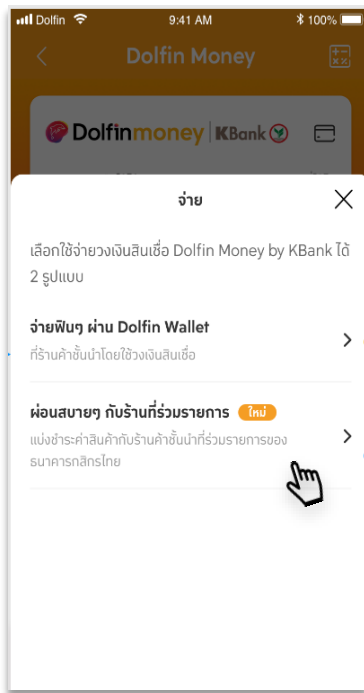 Dolfin 9:41 AM 100%
Dolfin Money
Dolfinmoney | KBank
จ่าย
เลือกใช้จ่ายวงเงินสินเชื่อ Dolfin Money by KBank ได้
2 รูปแบบ
จ่ายฟินๆ ผ่าน Dolfin Wallet
ที่ร้านค้าชั้นนำโดยใช้วงเงินสินเชื่อ
ผ่อนสบายๆ กับร้านที่ร่วมรายการ ใหม่
แบ่งชำระค่าสินค้ากับร้านค้าชั้นนำที่ร่วมรายการของ
ธนาคารกสิกรไทย